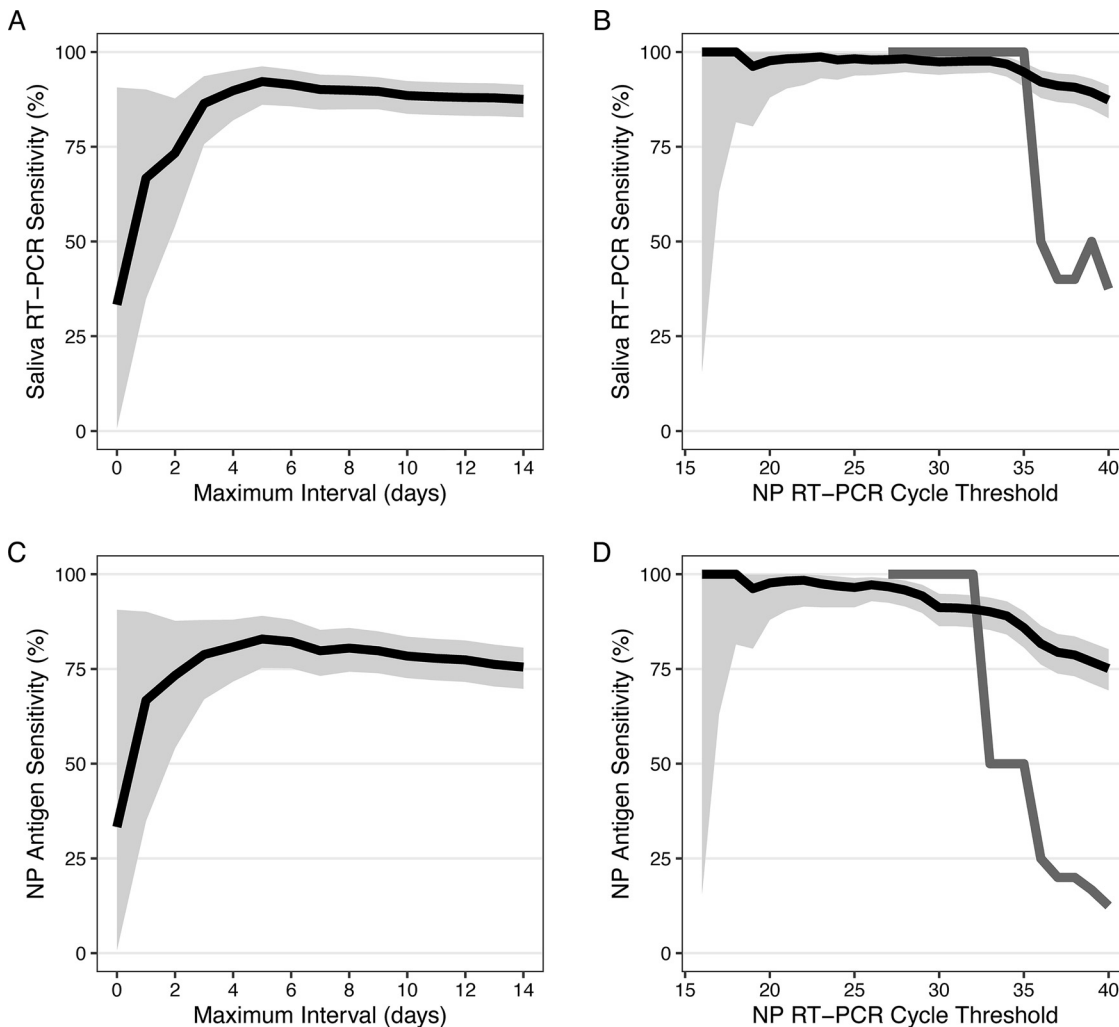 A
Saliva RT−PCR Sensitivity (%)
100
75
50
25
0
0 2 4 6 8 10 12 14
Maximum Interval (days)
B
Saliva RT−PCR Sensitivity (%)
100
75
50
25
0
15 20 25 30 35 40
NP RT−PCR Cycle Threshold
C
NP Antigen Sensitivity (%)
100
75
50
25
0
0 2 4 6 8 10 12 14
Maximum Interval (days)
D
NP Antigen Sensitivity (%)
100
75
50
25
0
15 20 25 30 35 40
NP RT−PCR Cycle Threshold